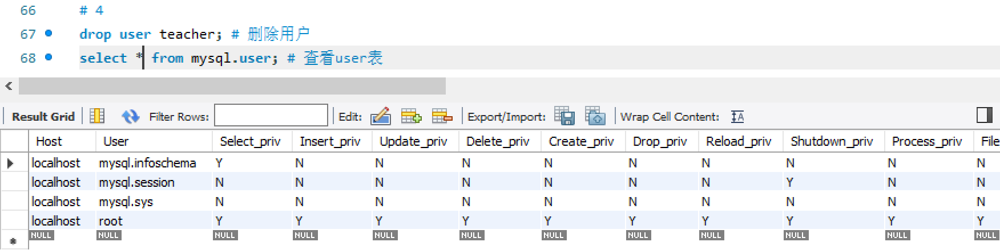 66 # 4
67 drop user teacher; # 删除用户
68 select * from mysql.user; # 查看user表
Result Grid Filter Rows: Edit: Export/Import: Wrap Cell Content: IA
Host User Select_priv Insert_priv Update_priv Delete_priv Create_priv Drop_priv Reload_priv Shutdown_priv Process_priv File
localhost mysql.infoschema Y N N N N N N N N N
localhost mysql.session N N N N N N N Y N N
localhost mysql.sys N N N N N N N N N N
localhost root Y Y Y Y Y Y Y Y Y Y
NULL NULL NULL NULL NULL NULL NULL NULL NULL NULL NULL NULL